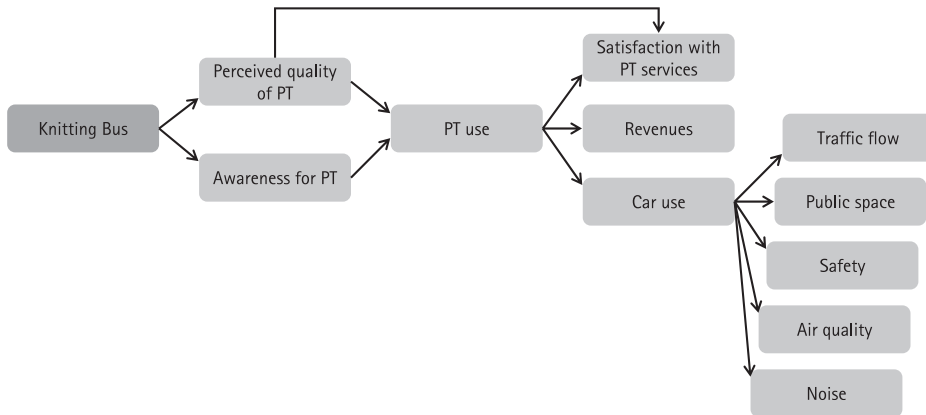 Knitting Bus
Perceived quality
of PT
Awareness for PT
PT use
Satisfaction with
PT services
Revenues
Car use
Traffic flow
Public space
Safety
Air quality
Noise